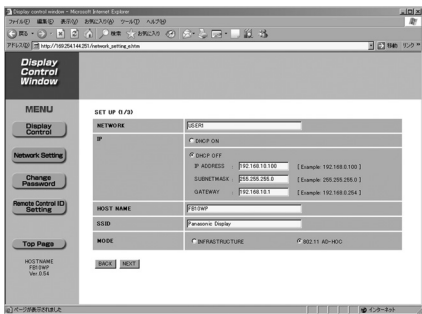 Display control window - Microsoft Internet Explorer
ファイル(F) 編集(E) 表示(V) お気に入り(A) ツール(T) ヘルプ(H)
戻る 検索 お気に入り
アドレス(D) http://169.254.144.251/network_setting_e.htm 移動 リンク »
Display
Control
Window
MENU
Display
Control
Network Setting
Change
Password
Remote Control ID
Setting
Top Page
HOSTNAME
FB10WP
Ver 0.54
SET UP (1/3)
NETWORK USER1
IP DHCP ON
DHCP OFF
IP ADDRESS : 192.168.10.100 [ Example: 192.168.0.100 ]
SUBNETMASK : 255.255.255.0 [ Example: 255.255.255.0 ]
GATEWAY : 192.168.10.1 [ Example: 192.168.0.254 ]
HOST NAME FB10WP
SSID Panasonic Display
MODE INFRASTRUCTURE 802.11 AD-HOC
BACK NEXT
ページが表示されました インターネット